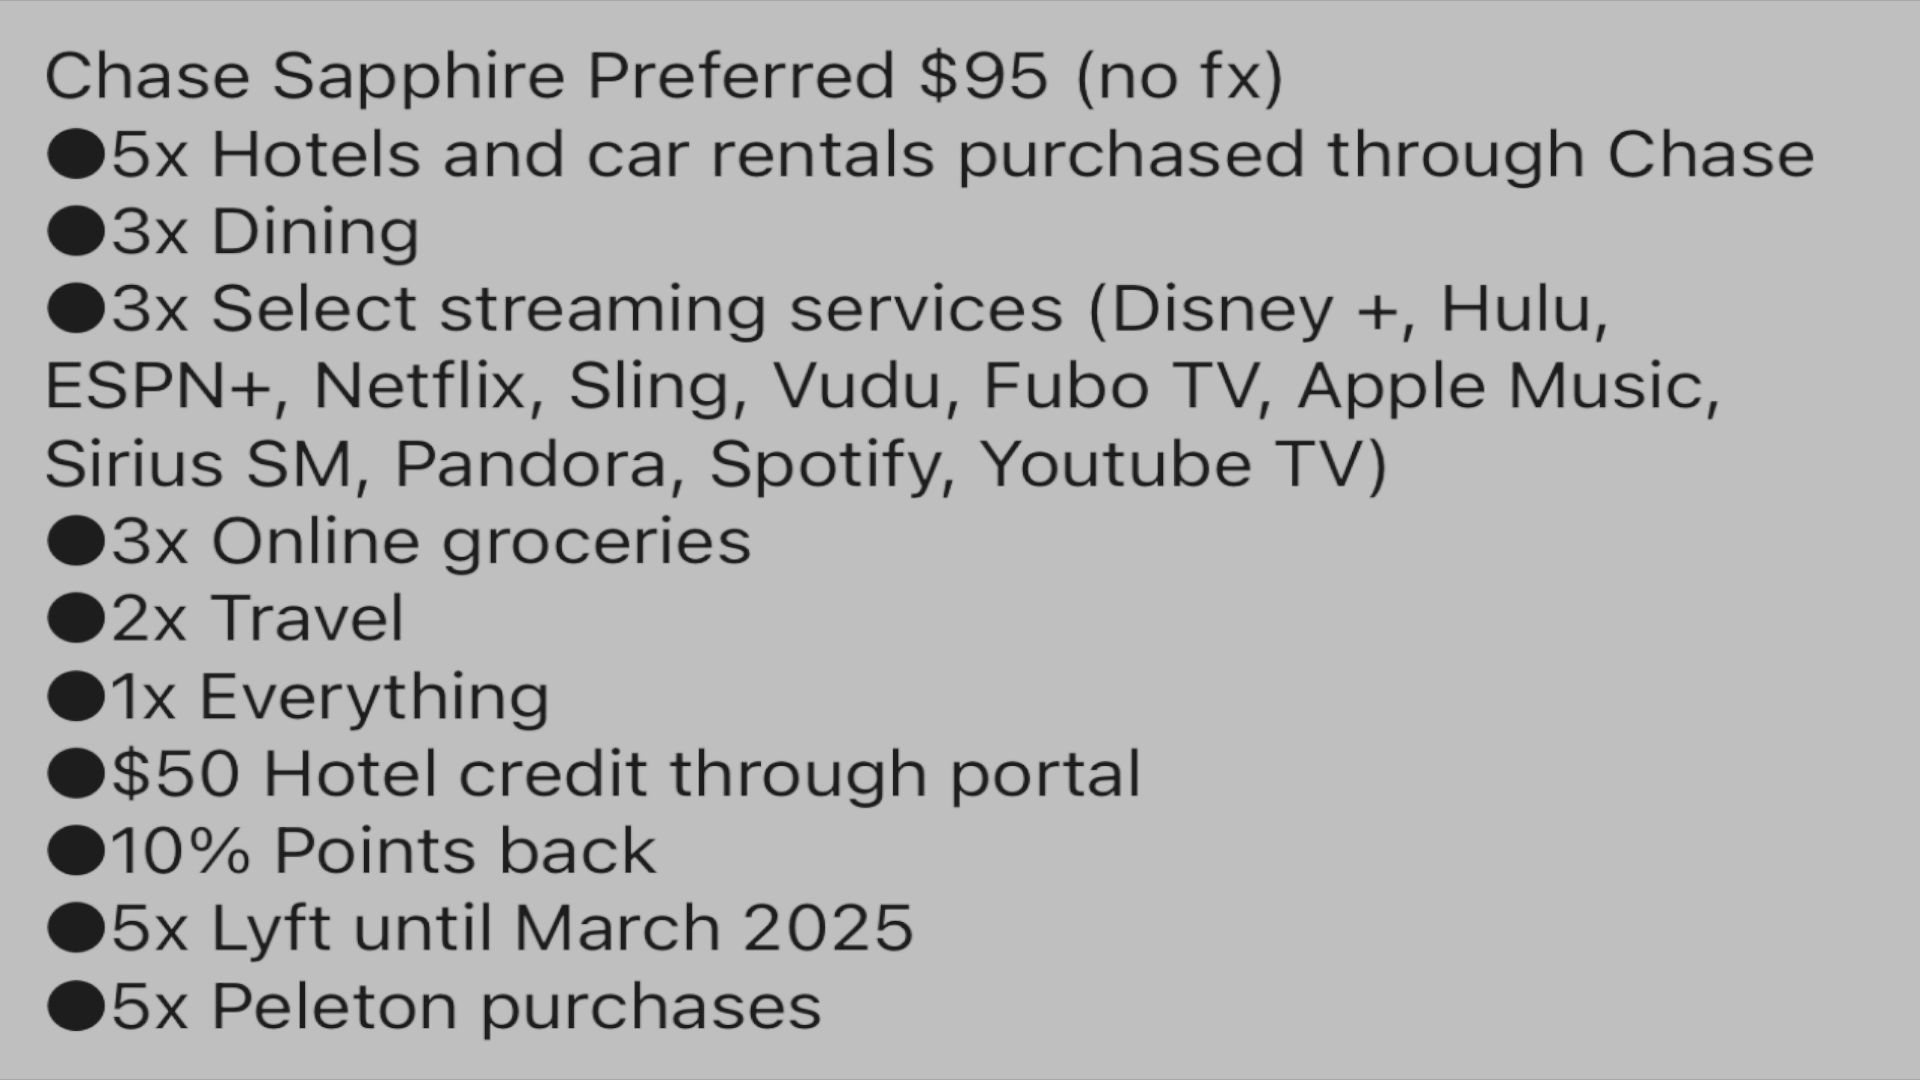 Chase Sapphire Preferred $95 (no fx)
●5x Hotels and car rentals purchased through Chase
●3x Dining
●3x Select streaming services (Disney +, Hulu,
ESPN+, Netflix, Sling, Vudu, Fubo TV, Apple Music,
Sirius SM, Pandora, Spotify, Youtube TV)
●3x Online groceries
●2x Travel
●1x Everything
●$50 Hotel credit through portal
●10% Points back
●5x Lyft until March 2025
●5x Peleton purchases